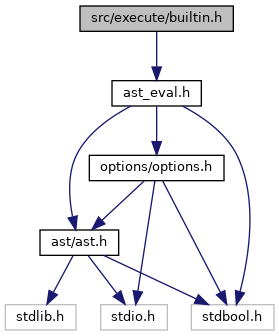 src/execute/builtin.h
ast_eval.h
options/options.h
ast/ast.h
stdlib.h
stdio.h
stdbool.h